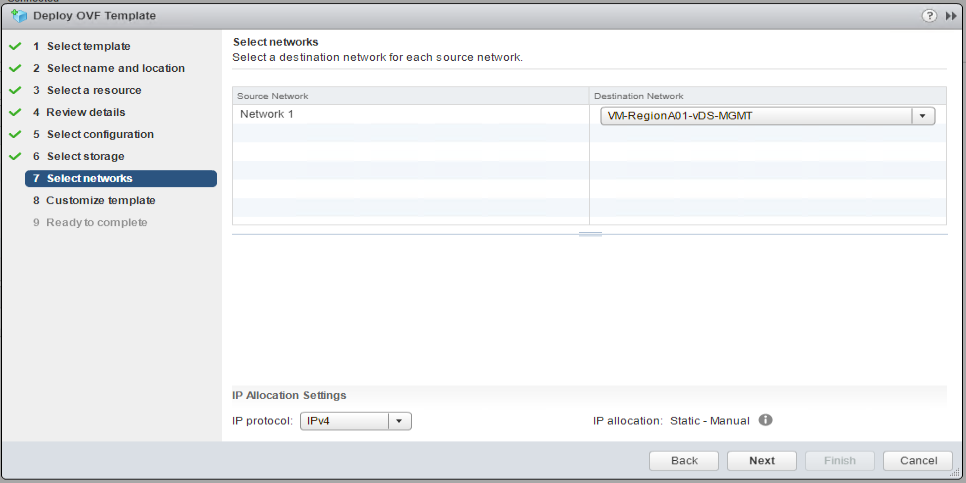 Deploy OVF Template
?
1 Select template
2 Select name and location
3 Select a resource
4 Review details
5 Select configuration
6 Select storage
7 Select networks
8 Customize template
9 Ready to complete
Select networks
Select a destination network for each source network.
Source Network Destination Network
Network 1 VM-RegionA01-vDS-MGMT
IP Allocation Settings
IP protocol: IPv4 IP allocation: Static - Manual
Back Next Finish Cancel